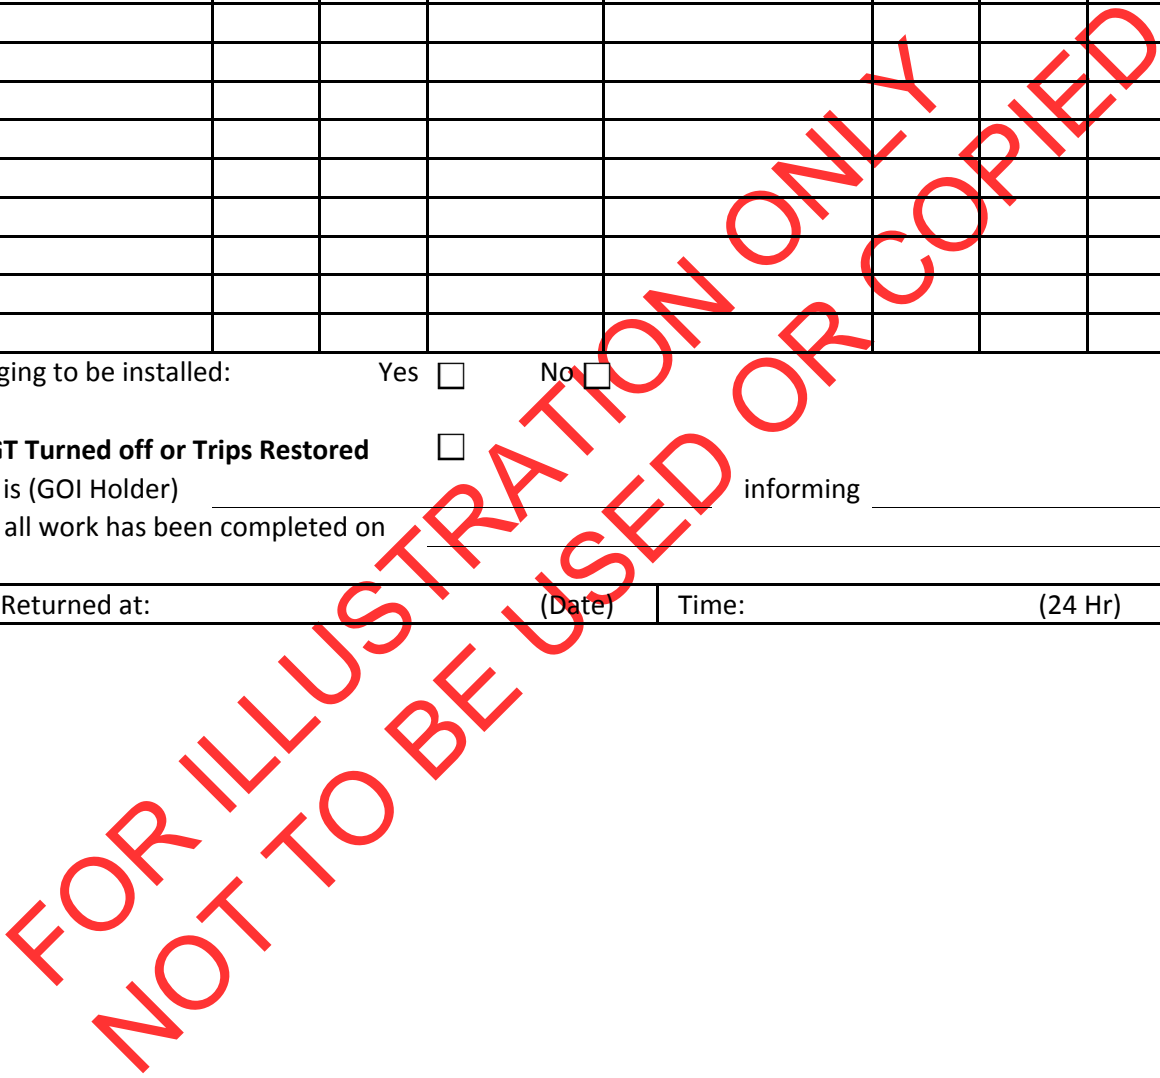 ging to be installed: Yes No
GT Turned off or Trips Restored
is (GOI Holder) informing
all work has been completed on
Returned at: (Date) Time: (24 Hr)
FOR ILLUSTRATION ONLY
NOT TO BE USED OR COPIED